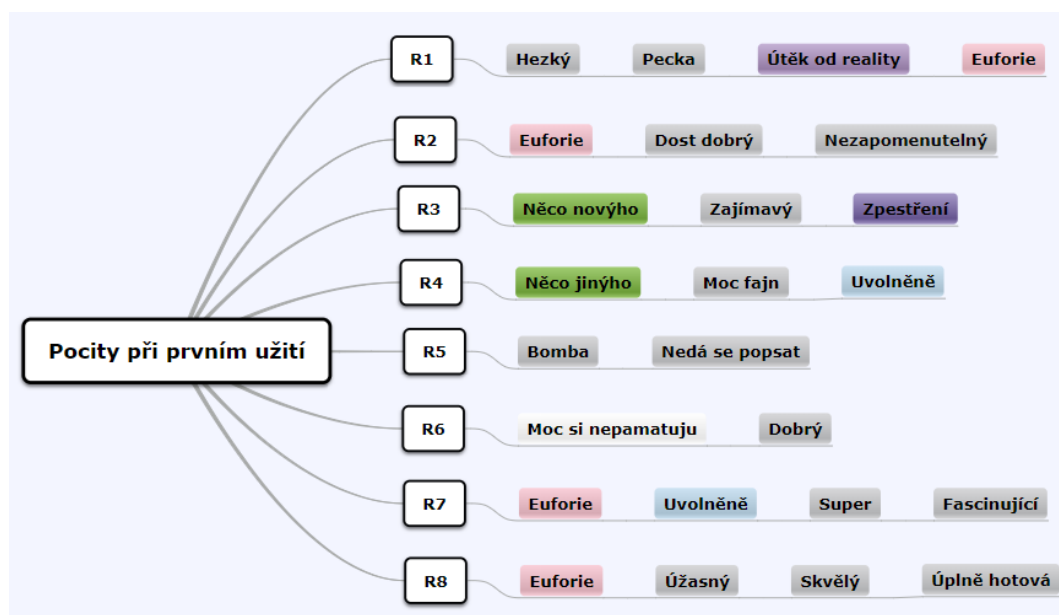 R1 Hezký Pecka Útěk od reality Euforie
R2 Euforie Dost dobrý Nezapomenutelný
R3 Něco novýho Zajímavý Zpestření
R4 Něco jinýho Moc fajn Uvolněně
Pocity při prvním užití
R5 Bomba Nedá se popsat
R6 Moc si nepamatuju Dobrý
R7 Euforie Uvolněně Super Fascinující
R8 Euforie Úžasný Skvělý Úplně hotová